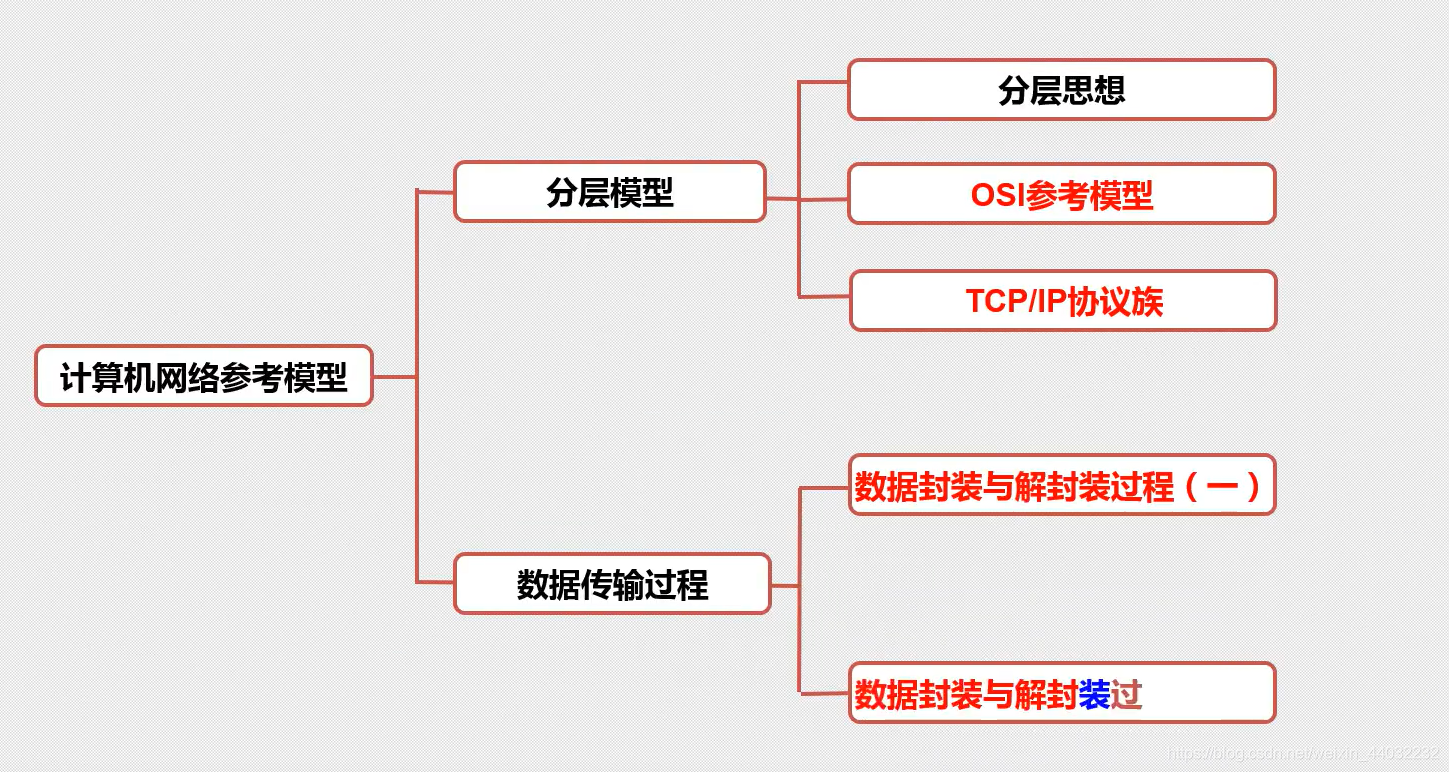 分层思想
分层模型
OSI参考模型
TCP/IP协议族
计算机网络参考模型
数据封装与解封装过程（一）
数据传输过程
数据封装与解封装过
https://blog.csdn.net/weixin_44032232